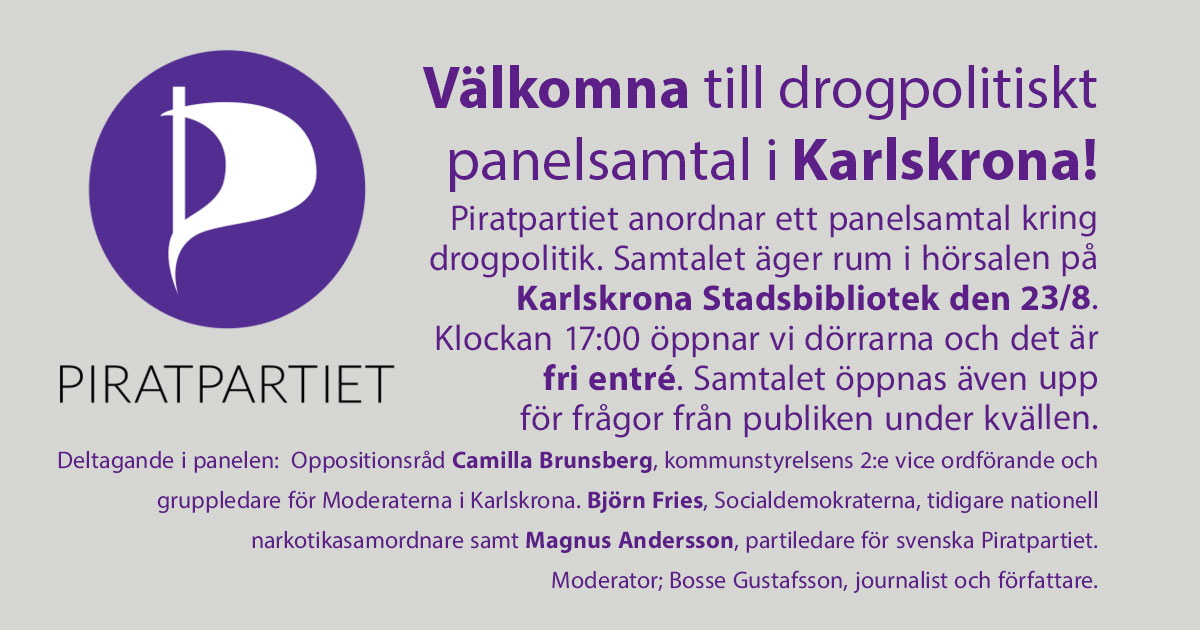 Välkomna till drogpolitiskt
panelsamtal i Karlskrona!
Piratpartiet anordnar ett panelsamtal kring
drogpolitik. Samtalet äger rum i hörsalen på
Karlskrona Stadsbibliotek den 23/8.
Klockan 17:00 öppnar vi dörrarna och det är
fri entré. Samtalet öppnas även upp
för frågor från publiken under kvällen.
PIRATPARTIET
Deltagande i panelen: Oppositionsråd Camilla Brunsberg, kommunstyrelsens 2:e vice ordförande och
gruppledare för Moderaterna i Karlskrona. Björn Fries, Socialdemokraterna, tidigare nationell
narkotikasamordnare samt Magnus Andersson, partiledare för svenska Piratpartiet.
Moderator; Bosse Gustafsson, journalist och författare.